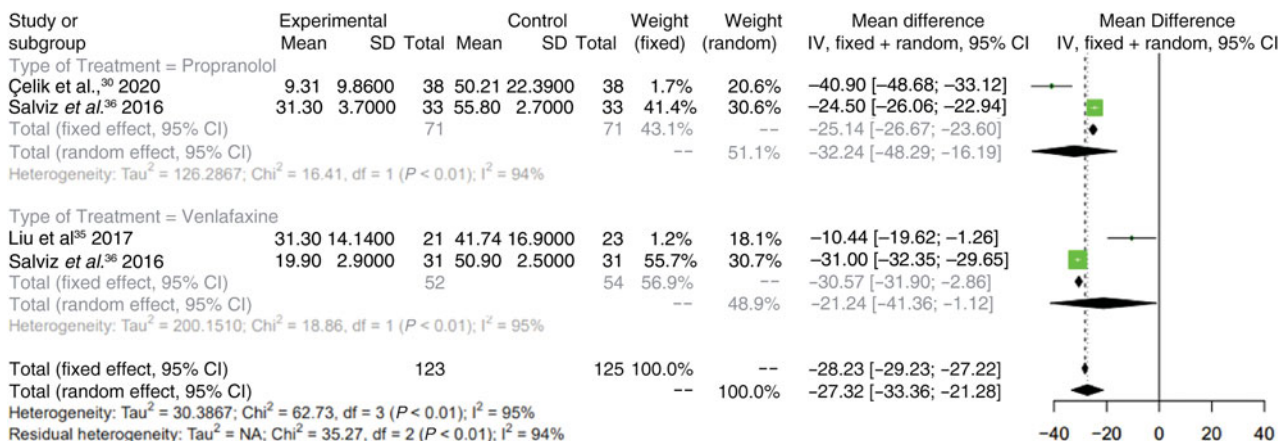 Study or Experimental Control Weight Weight Mean difference Mean Difference
subgroup Mean SD Total Mean SD Total (fixed) (random) IV, fixed + random, 95% CI IV, fixed + random, 95% CI
Type of Treatment = Propranolol
Çelik et al.,³⁰ 2020 9.31 9.8600 38 50.21 22.3900 38 1.7% 20.6% −40.90 [−48.68; −33.12]
Salviz et al.³⁶ 2016 31.30 3.7000 33 55.80 2.7000 33 41.4% 30.6% −24.50 [−26.06; −22.94]
Total (fixed effect, 95% CI) 71 71 43.1% −− −25.14 [−26.67; −23.60]
Total (random effect, 95% CI) −− 51.1% −32.24 [−48.29; −16.19]
Heterogeneity: Tau² = 126.2867; Chi² = 16.41, df = 1 (P < 0.01); I² = 94%
Type of Treatment = Venlafaxine
Liu et al³⁵ 2017 31.30 14.1400 21 41.74 16.9000 23 1.2% 18.1% −10.44 [−19.62; −1.26]
Salviz et al.³⁶ 2016 19.90 2.9000 31 50.90 2.5000 31 55.7% 30.7% −31.00 [−32.35; −29.65]
Total (fixed effect, 95% CI) 52 54 56.9% −− −30.57 [−31.90; −2.86]
Total (random effect, 95% CI) −− 48.9% −21.24 [−41.36; −1.12]
Heterogeneity: Tau² = 200.1510; Chi² = 18.86, df = 1 (P < 0.01); I² = 95%
Total (fixed effect, 95% CI) 123 125 100.0% −− −28.23 [−29.23; −27.22]
Total (random effect, 95% CI) −− 100.0% −27.32 [−33.36; −21.28]
Heterogeneity: Tau² = 30.3867; Chi² = 62.73, df = 3 (P < 0.01); I² = 95%
Residual heterogeneity: Tau² = NA; Chi² = 35.27, df = 2 (P < 0.01); I² = 94%
−40 −20 0 20 40